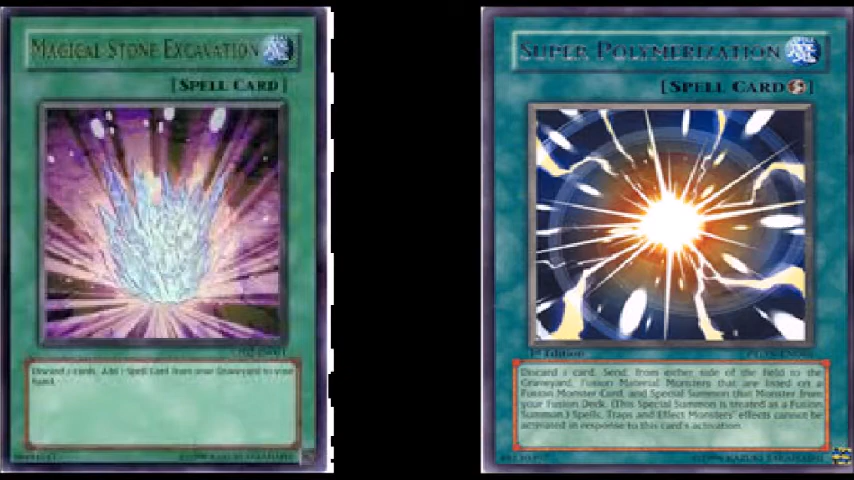 MAGICAL STONE EXCAVATION
[SPELL CARD]
Discard 2 cards. Add 1 Spell Card from your Graveyard to your
hand.
SUPER POLYMERIZATION
[SPELL CARD]
1st Edition
Discard 1 card. Send, from either side of the field to the
Graveyard, Fusion Material Monsters that are listed on a
Fusion Monster Card, and Special Summon that Monster from
your Fusion Deck. (This Special Summon is treated as a Fusion
Summon.) Spells, Traps and Effect Monsters' effects cannot be
activated in response to this card's activation.